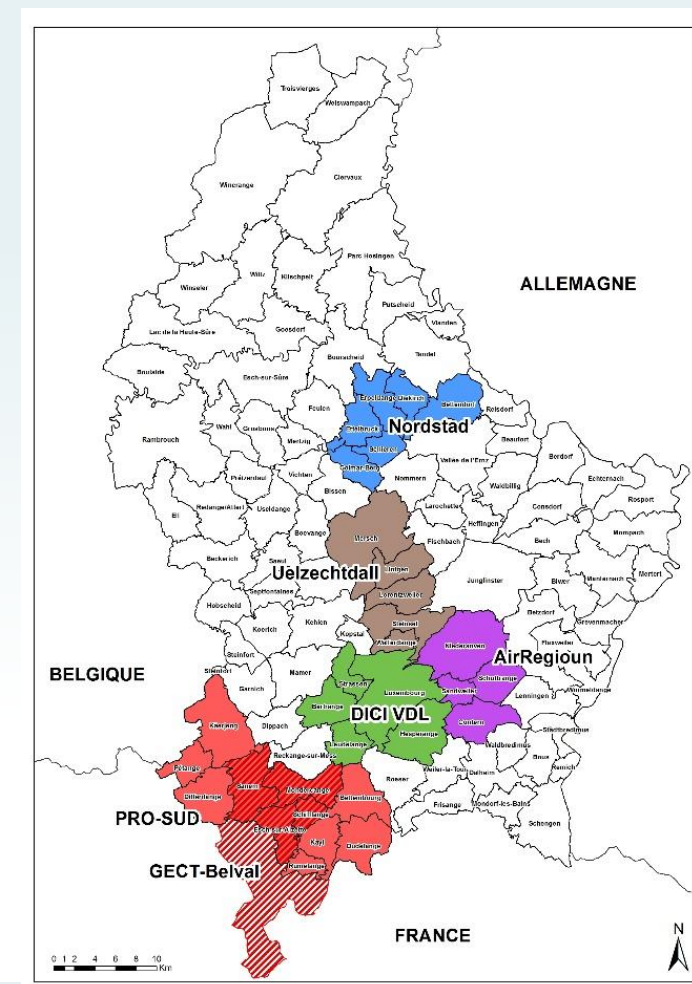 Troisvierges
Weiswampach
Wincrange
Clervaux
Parc Hosingen
ALLEMAGNE
Wiltz
Kiischpelt
Winseler
Putscheid
Vianden
Lac de la Haute-Sûre
Goesdorf
Bourscheid
Tandel
Boulaide
Esch-sur-Sûre
Erpeldange
Diekirch
Bettendorf
Reisdorf
Feulen
Ettelbruck
Nordstad
Beaufort
Berdorf
Rambrouch
Wahl
Grosbous
Mertzig
Schieren
Vallée de l'Ernz
Colmar-Berg
Echternach
Préizerdaul
Vichten
Nommern
Waldbillig
Rosport
Bissen
Ell
Redange/Attert
Useldange
Larochette
Consdorf
Heffingen
Mompach
Boevange
Mersch
Fischbach
Bech
Beckerich
Saeul
Lintgen
Uelzechtdall
Junglinster
Biwer
Manternach
Mertert
Septfontaines
Lorentzweiler
Hobscheid
Betzdorf
Grevenmacher
Koerich
Kehlen
Kopstal
Steinsel
Walferdange
Niederanven
Flaxweiler
Steinfort
AirRegioun
BELGIQUE
Mamer
Strassen
Schuttrange
Garnich
Luxembourg
Sandweiler
Lenningen
Wormeldange
Bertrange
DICI VDL
Contern
Käerjeng
Dippach
Hesperange
Stadtbredimus
Leudelange
Waldbredimus
Reckange-sur-Mess
Bous
Remich
Pétange
Roeser
Weiler-la-Tour
Dalheim
Sanem
Mondercange
Bettembourg
Differdange
Frisange
Mondorf-les-Bains
Schifflange
Schengen
PRO-SUD
Esch-sur-Alzette
Kayl
Dudelange
Rumelange
GECT-Belval
FRANCE
N
0 1 2 4 6 8 10
Km